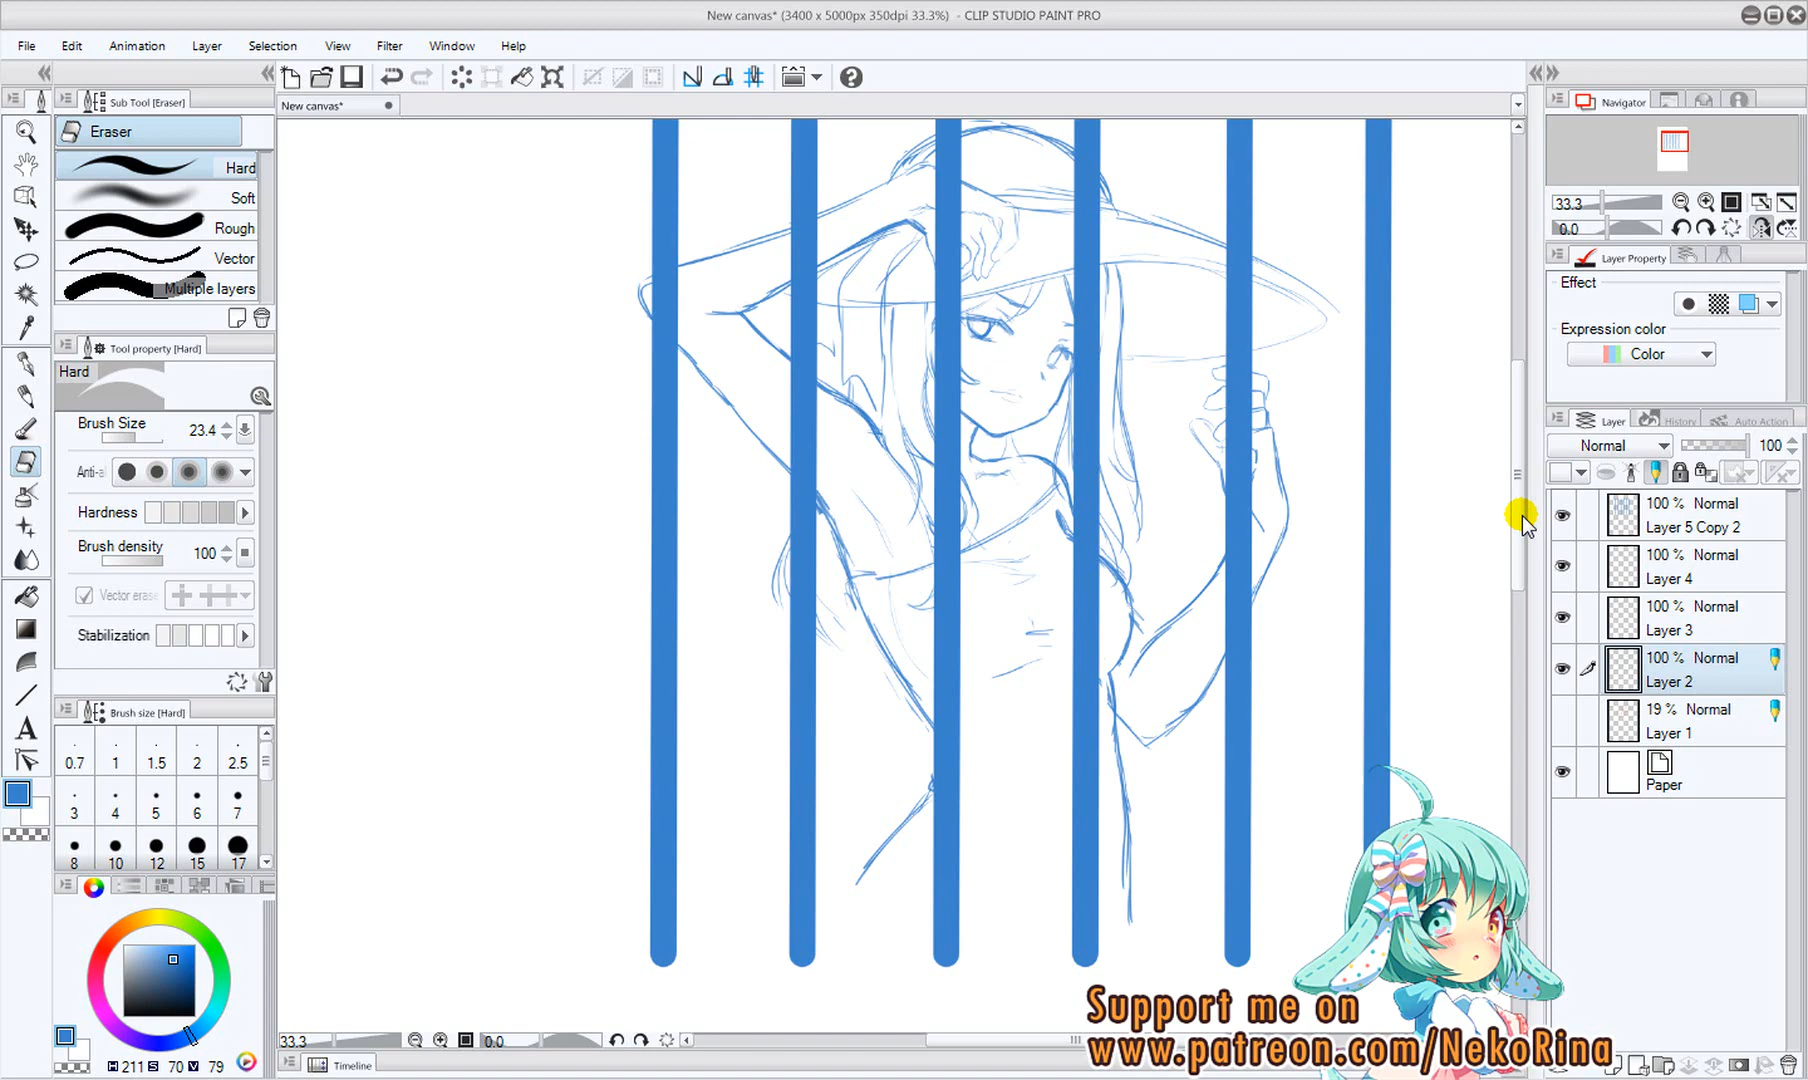 New canvas* (3400 x 5000px 350dpi 33.3%) - CLIP STUDIO PAINT PRO
File Edit Animation Layer Selection View Filter Window Help
Sub Tool [Eraser]
New canvas*
Navigator
Eraser
Hard
Soft
Rough
Vector
Multiple layers
Tool property [Hard]
Hard
Brush Size 23.4
Anti-a
Hardness
Brush density 100
Vector eras
Stabilization
Brush size [Hard]
0.7 1 1.5 2 2.5
3 4 5 6 7
8 10 12 15 17
H 211 S 70 V 79
33.3
0.0
Timeline
33.3
0.0
Layer Property
Effect
Expression color
Color
Layer History Auto Action
Normal 100
100 % Normal
Layer 5 Copy 2
100 % Normal
Layer 4
100 % Normal
Layer 3
100 % Normal
Layer 2
19 % Normal
Layer 1
Paper
Support me on
www.patreon.com/NekoRina